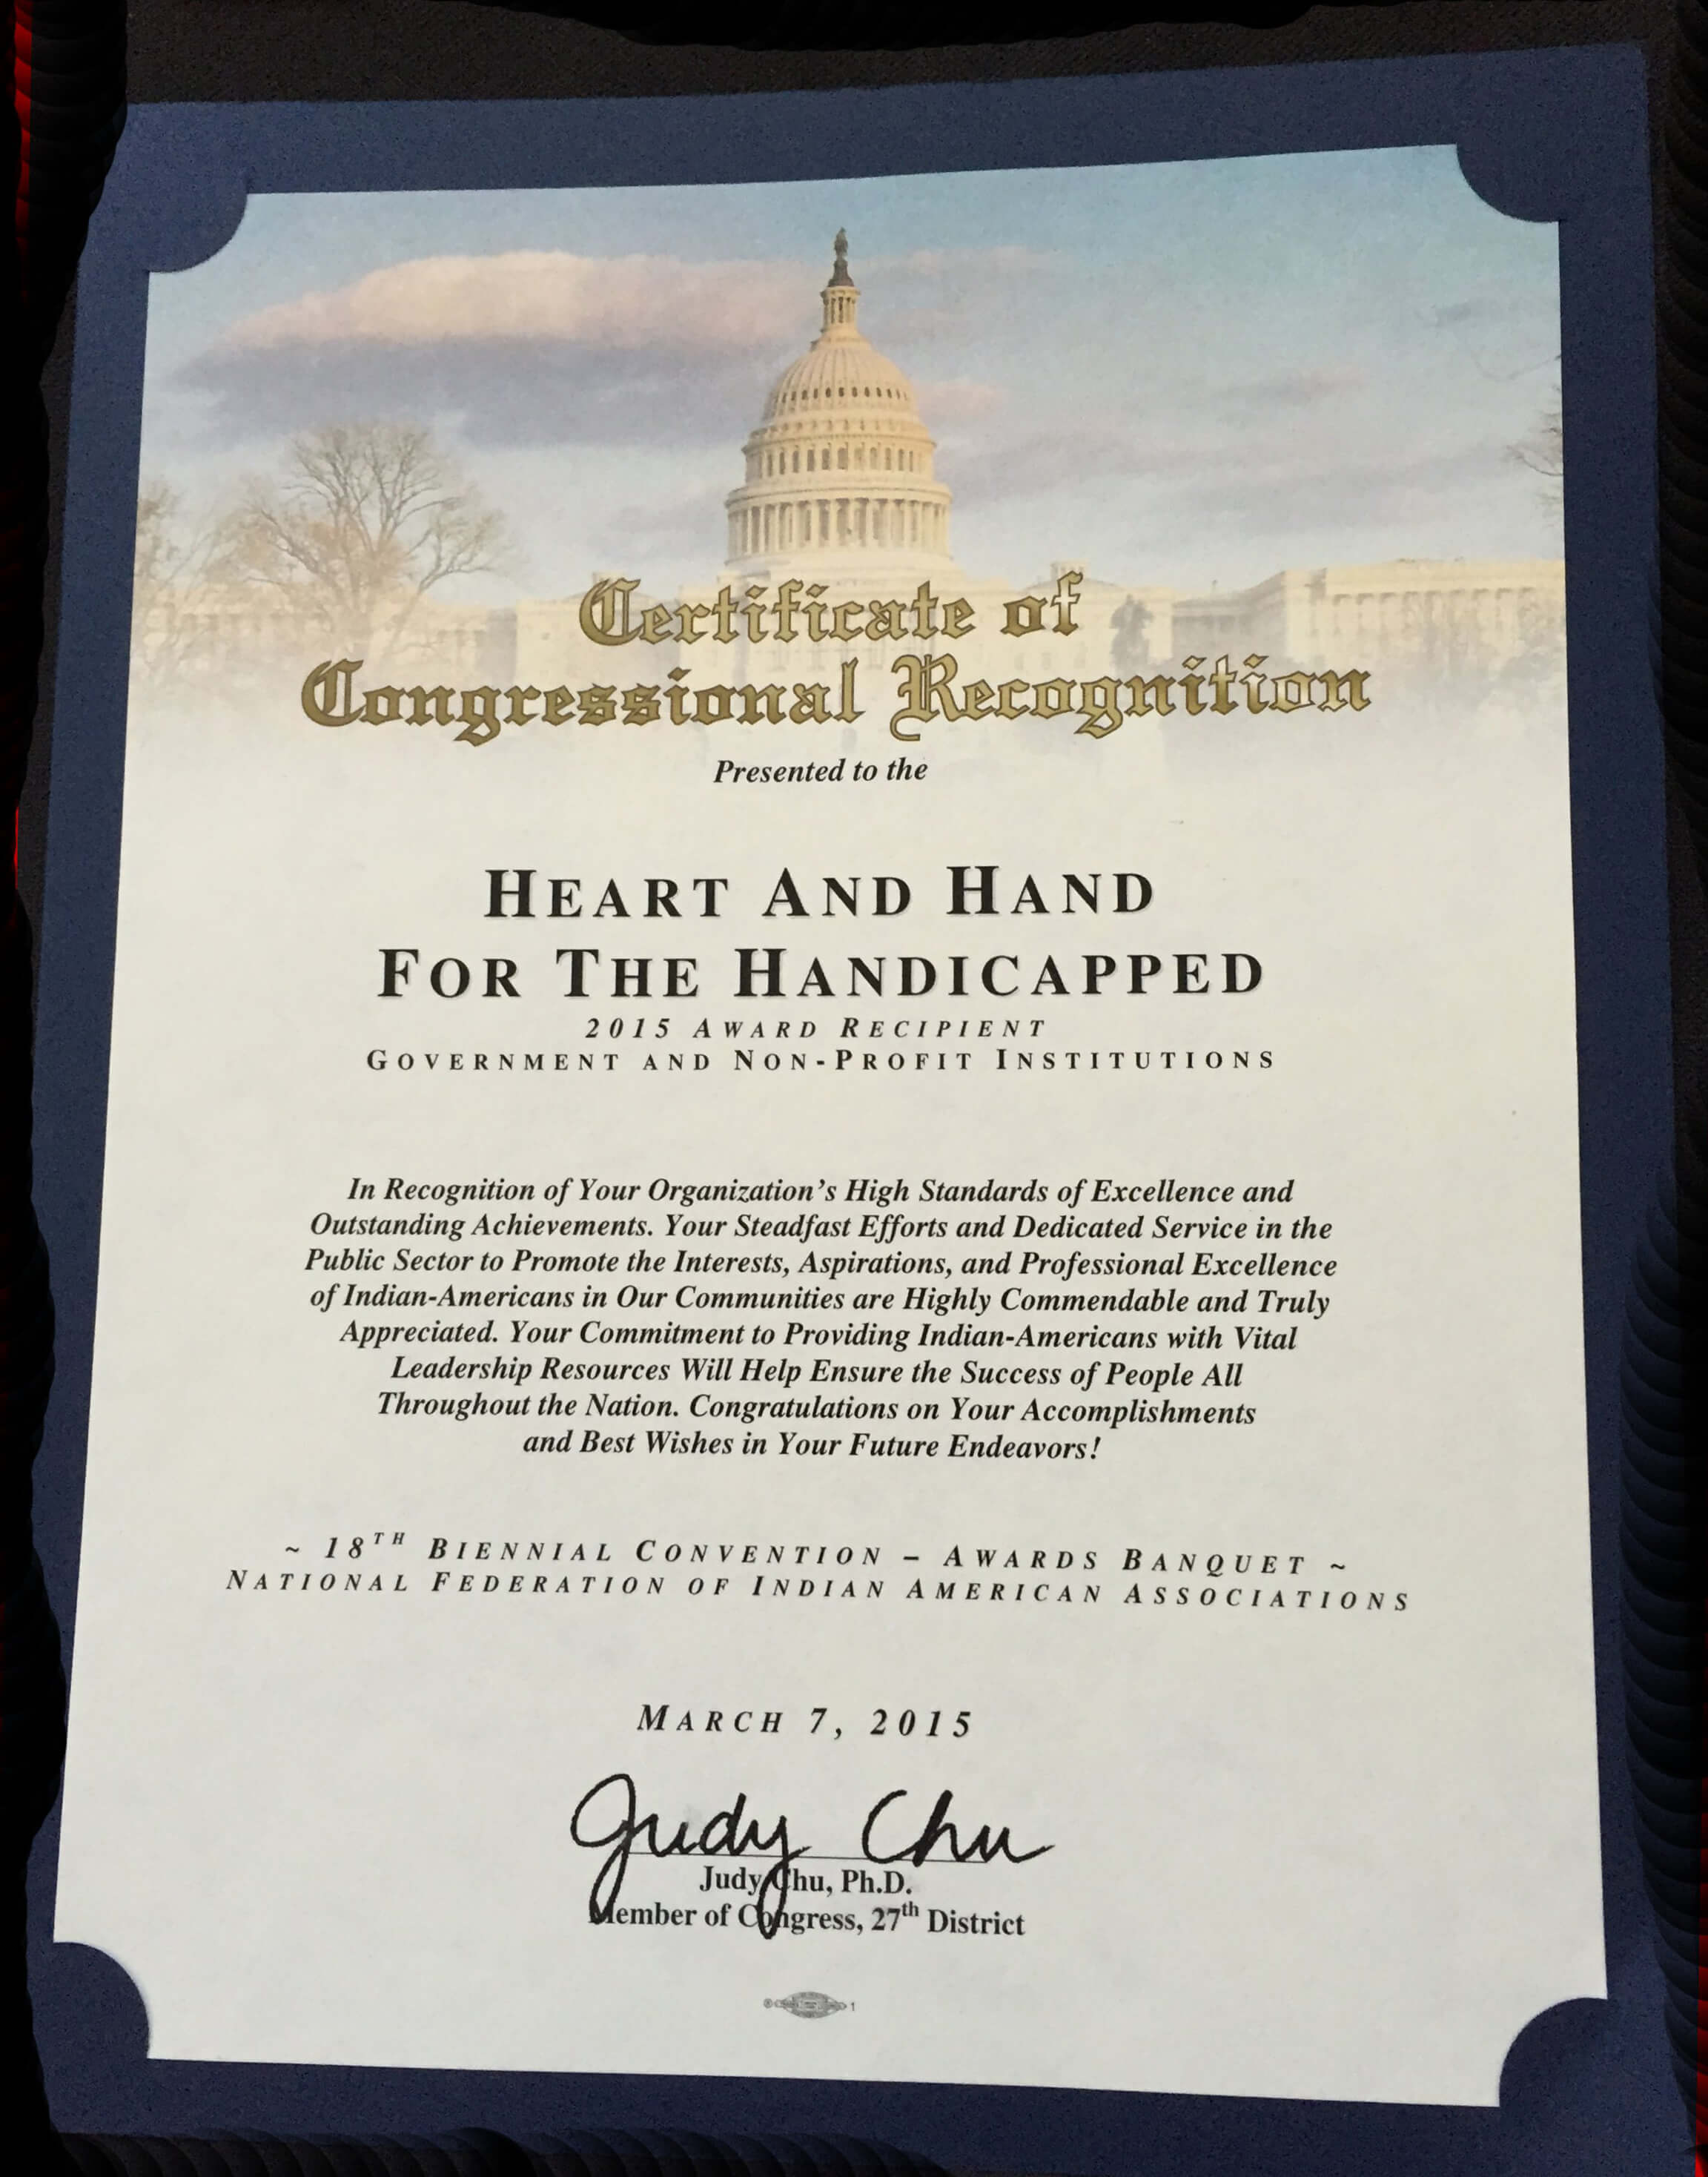 Certificate of
Congressional Recognition
Presented to the
HEART AND HAND
FOR THE HANDICAPPED
2015 AWARD RECIPIENT
GOVERNMENT AND NON-PROFIT INSTITUTIONS
In Recognition of Your Organization's High Standards of Excellence and
Outstanding Achievements. Your Steadfast Efforts and Dedicated Service in the
Public Sector to Promote the Interests, Aspirations, and Professional Excellence
of Indian-Americans in Our Communities are Highly Commendable and Truly
Appreciated. Your Commitment to Providing Indian-Americans with Vital
Leadership Resources Will Help Ensure the Success of People All
Throughout the Nation. Congratulations on Your Accomplishments
and Best Wishes in Your Future Endeavors!
~ 18TH BIENNIAL CONVENTION – AWARDS BANQUET ~
NATIONAL FEDERATION OF INDIAN AMERICAN ASSOCIATIONS
MARCH 7, 2015
Judy Chu
Judy Chu, Ph.D.
Member of Congress, 27th District